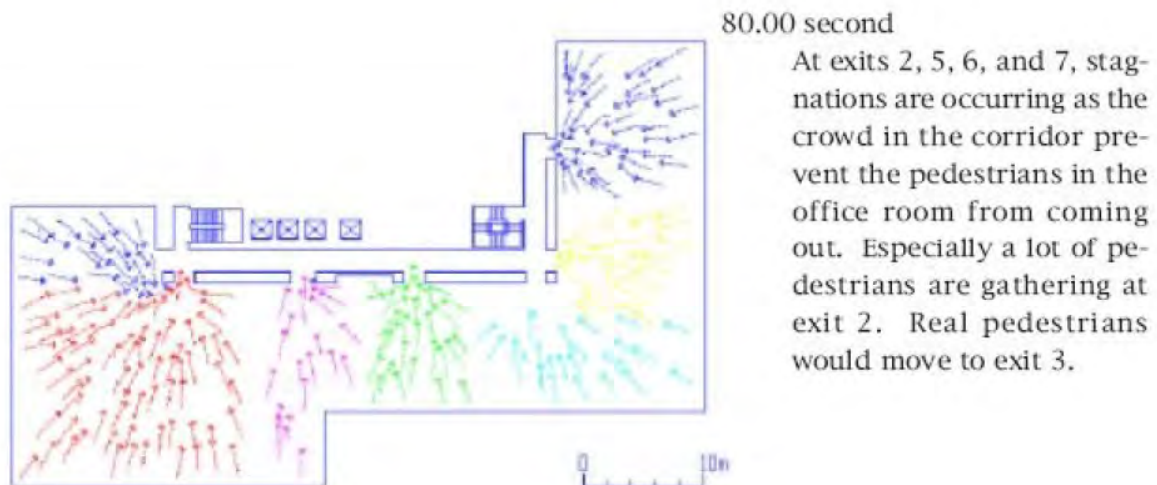 80.00 second
At exits 2, 5, 6, and 7, stag-
nations are occurring as the
crowd in the corridor pre-
vent the pedestrians in the
office room from coming
out. Especially a lot of pe-
destrians are gathering at
exit 2. Real pedestrians
would move to exit 3.
0 10m